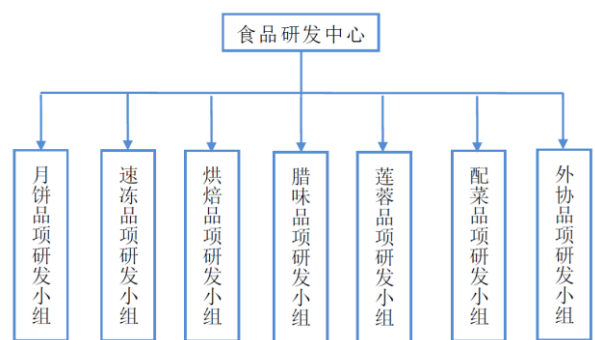 食品研发中心
月饼品项研发小组
速冻品项研发小组
烘焙品项研发小组
腊味品项研发小组
莲蓉品项研发小组
配菜品项研发小组
外协品项研发小组